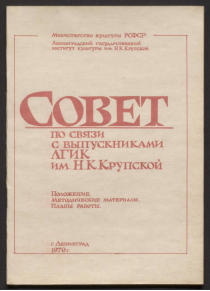 Министерство культуры РСФСР
Ленинградский государственный
институт культуры им. Н.К. Крупской
СОВЕТ
ПО СВЯЗИ
С ВЫПУСКНИКАМИ
ЛГИК
ИМ Н.К.КРУПСКОЙ
Положение.
Методические материалы.
Планы работы.
г. Ленинград
1979 г.